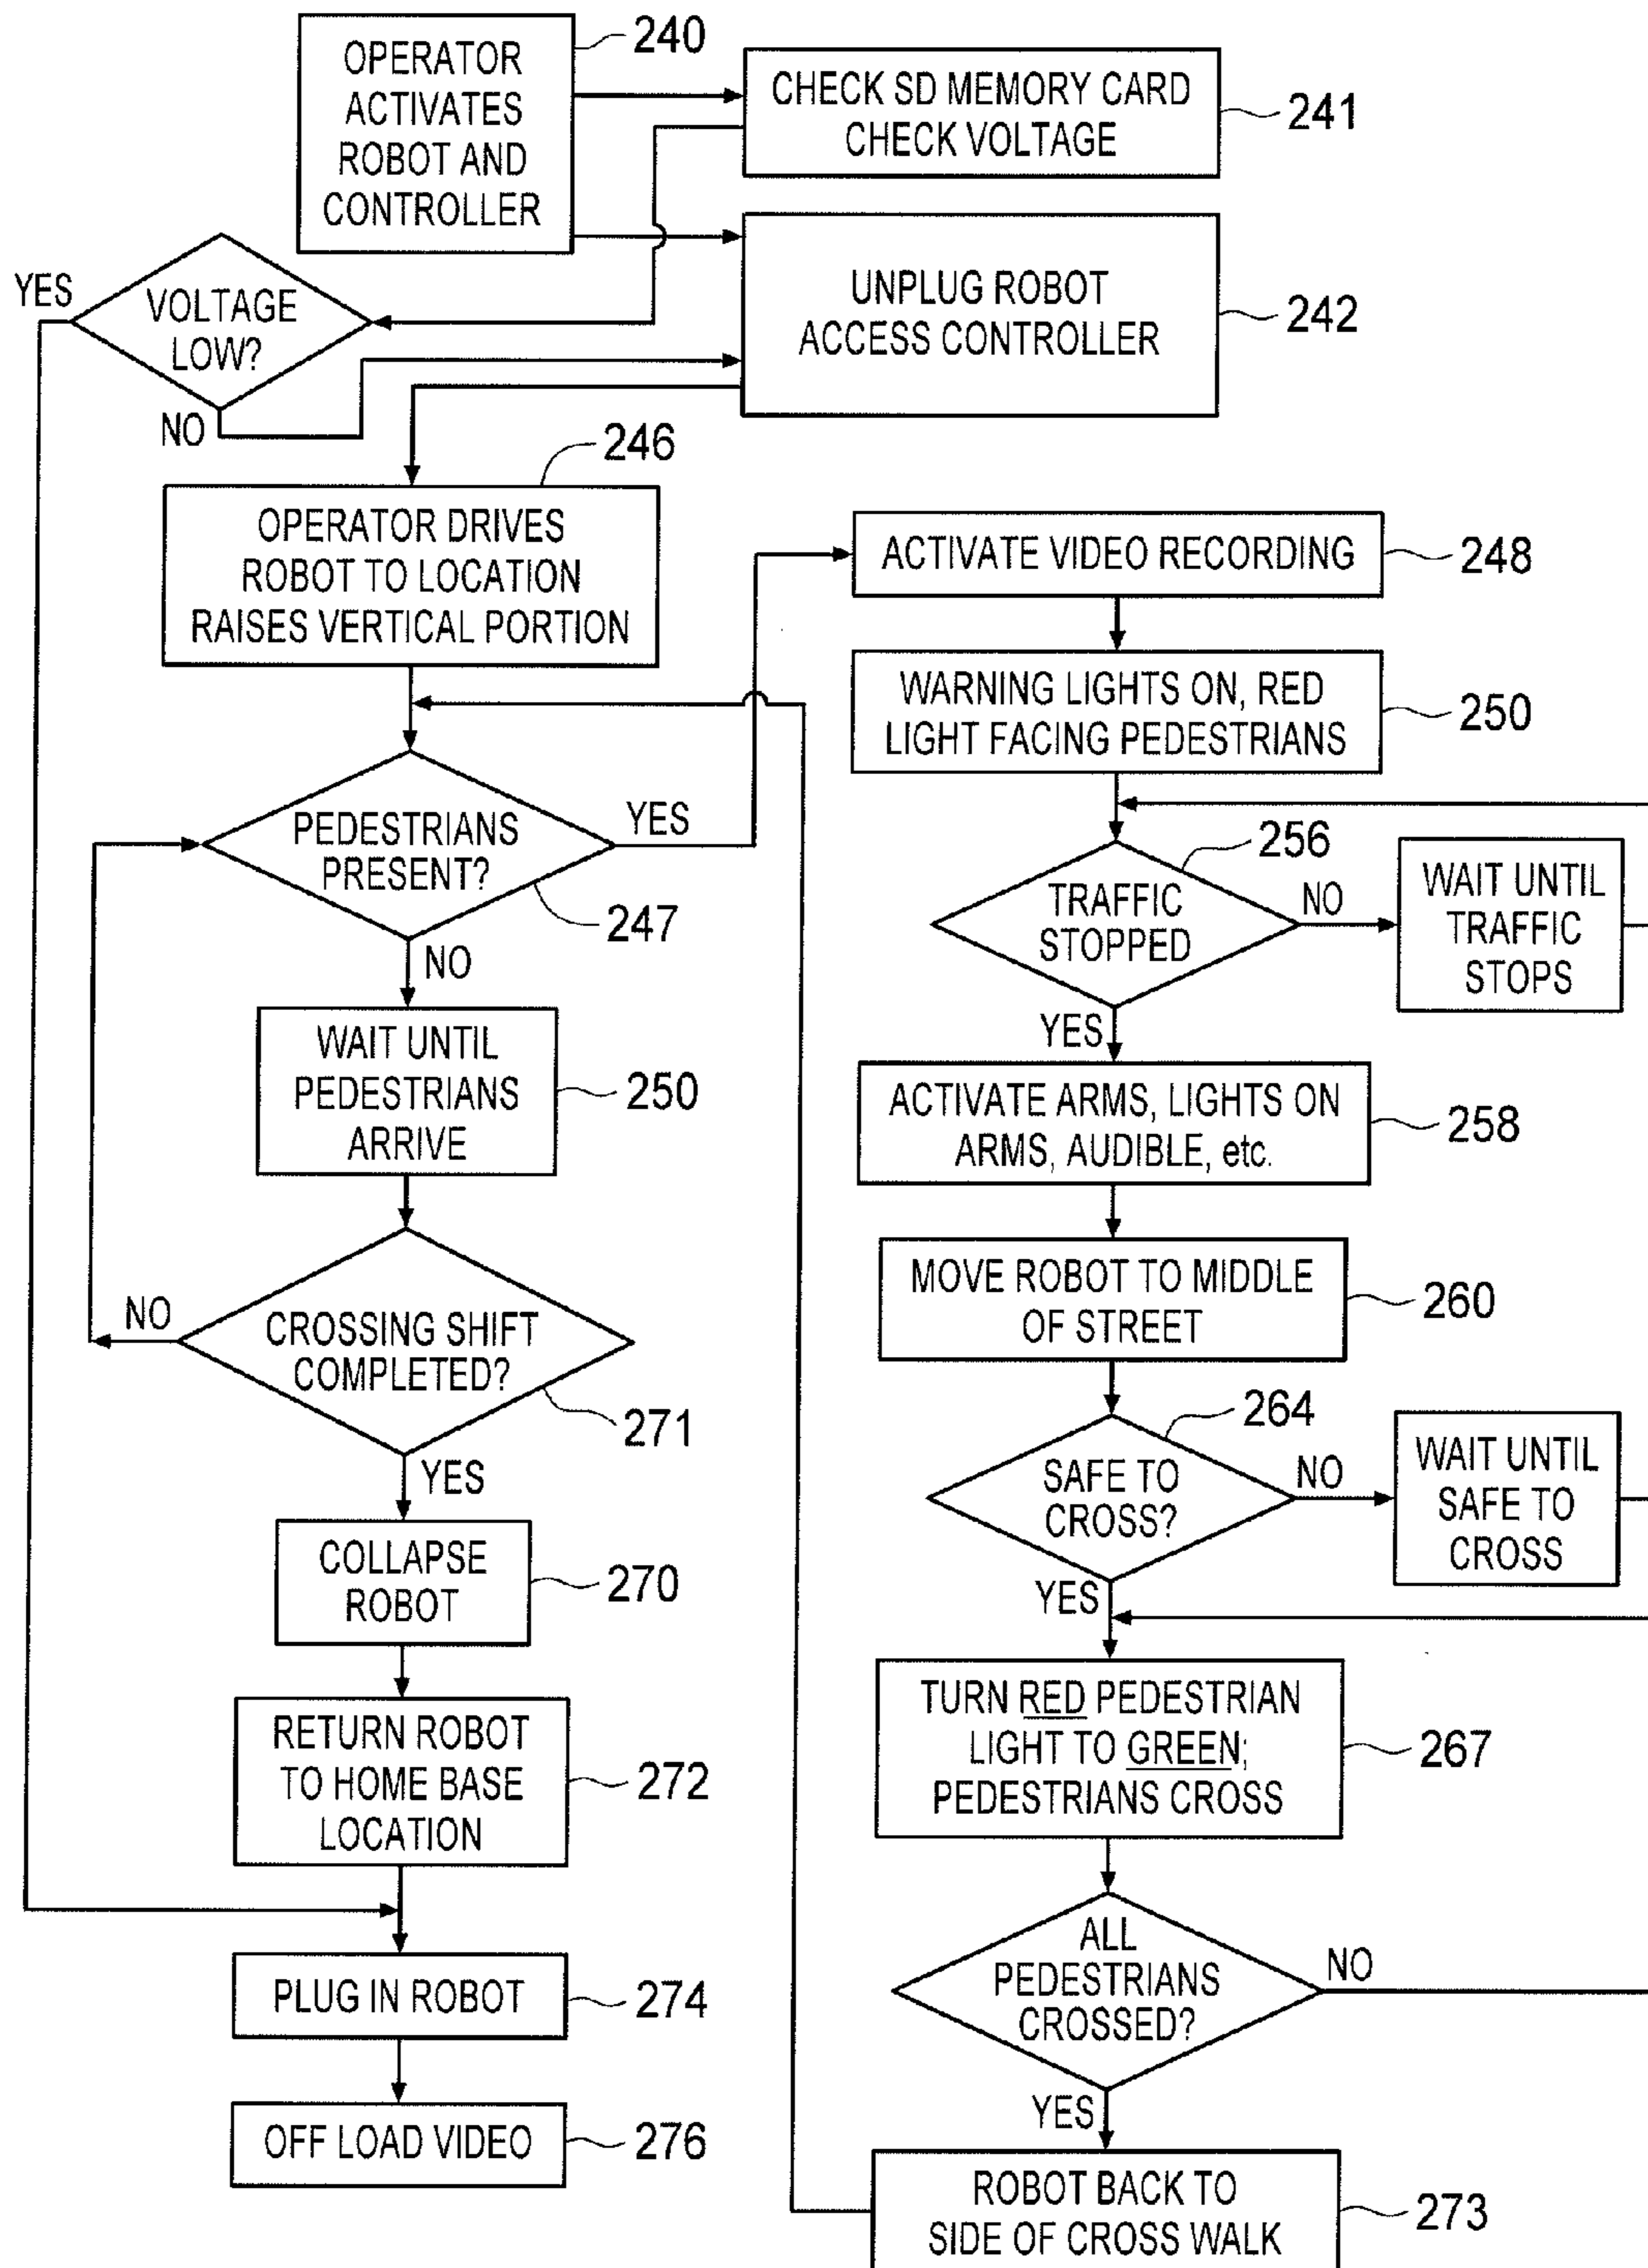 OPERATOR
ACTIVATES
ROBOT AND
CONTROLLER
240
CHECK SD MEMORY CARD
CHECK VOLTAGE
241
UNPLUG ROBOT
ACCESS CONTROLLER
242
YES
VOLTAGE
LOW?
NO
246
OPERATOR DRIVES
ROBOT TO LOCATION
RAISES VERTICAL PORTION
PEDESTRIANS
PRESENT?
YES
247
NO
WAIT UNTIL
PEDESTRIANS
ARRIVE
250
NO
CROSSING SHIFT
COMPLETED?
271
YES
COLLAPSE
ROBOT
270
RETURN ROBOT
TO HOME BASE
LOCATION
272
PLUG IN ROBOT
274
OFF LOAD VIDEO
276
ACTIVATE VIDEO RECORDING
248
WARNING LIGHTS ON, RED
LIGHT FACING PEDESTRIANS
250
256
TRAFFIC
STOPPED
NO
WAIT UNTIL
TRAFFIC
STOPS
YES
ACTIVATE ARMS, LIGHTS ON
ARMS, AUDIBLE, etc.
258
MOVE ROBOT TO MIDDLE
OF STREET
260
264
SAFE TO
CROSS?
NO
WAIT UNTIL
SAFE TO
CROSS
YES
TURN RED PEDESTRIAN
LIGHT TO GREEN;
PEDESTRIANS CROSS
267
ALL
PEDESTRIANS
CROSSED?
NO
YES
ROBOT BACK TO
SIDE OF CROSS WALK
273